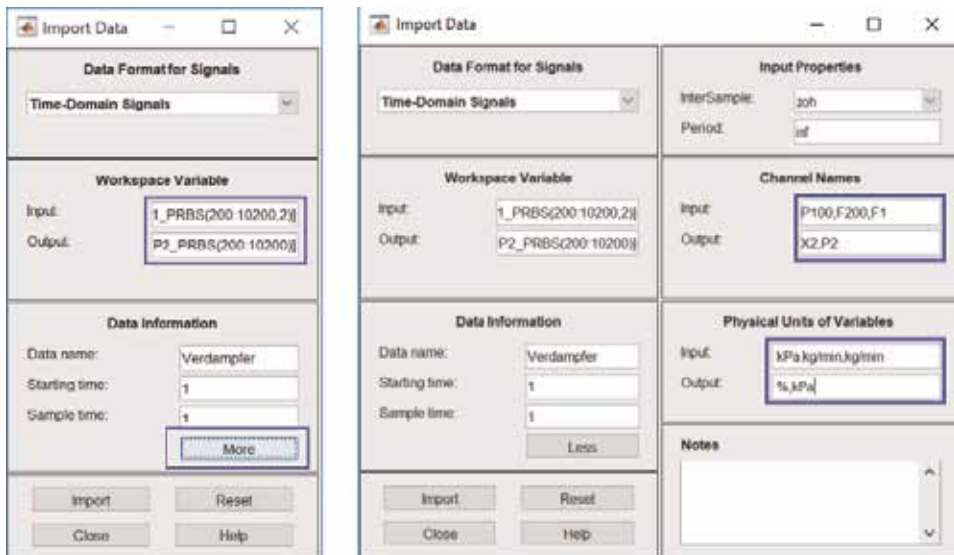 Import Data
Data Format for Signals
Time-Domain Signals
Workspace Variable
Input: 1_PRBS(200:10200,2)]
Output: P2_PRBS(200:10200)]
Data Information
Data name: Verdampfer
Starting time: 1
Sample time: 1
More
Import Reset
Close Help
Import Data
Data Format for Signals
Time-Domain Signals
Workspace Variable
Input: 1_PRBS(200:10200,2)]
Output: P2_PRBS(200:10200)]
Data Information
Data name: Verdampfer
Starting time: 1
Sample time: 1
Less
Import Reset
Close Help
Input Properties
InterSample: zoh
Period: inf
Channel Names
Input: P100,F200,F1
Output: X2,P2
Physical Units of Variables
Input: kPa,kg/min,kg/min
Output: %,kPa
Notes